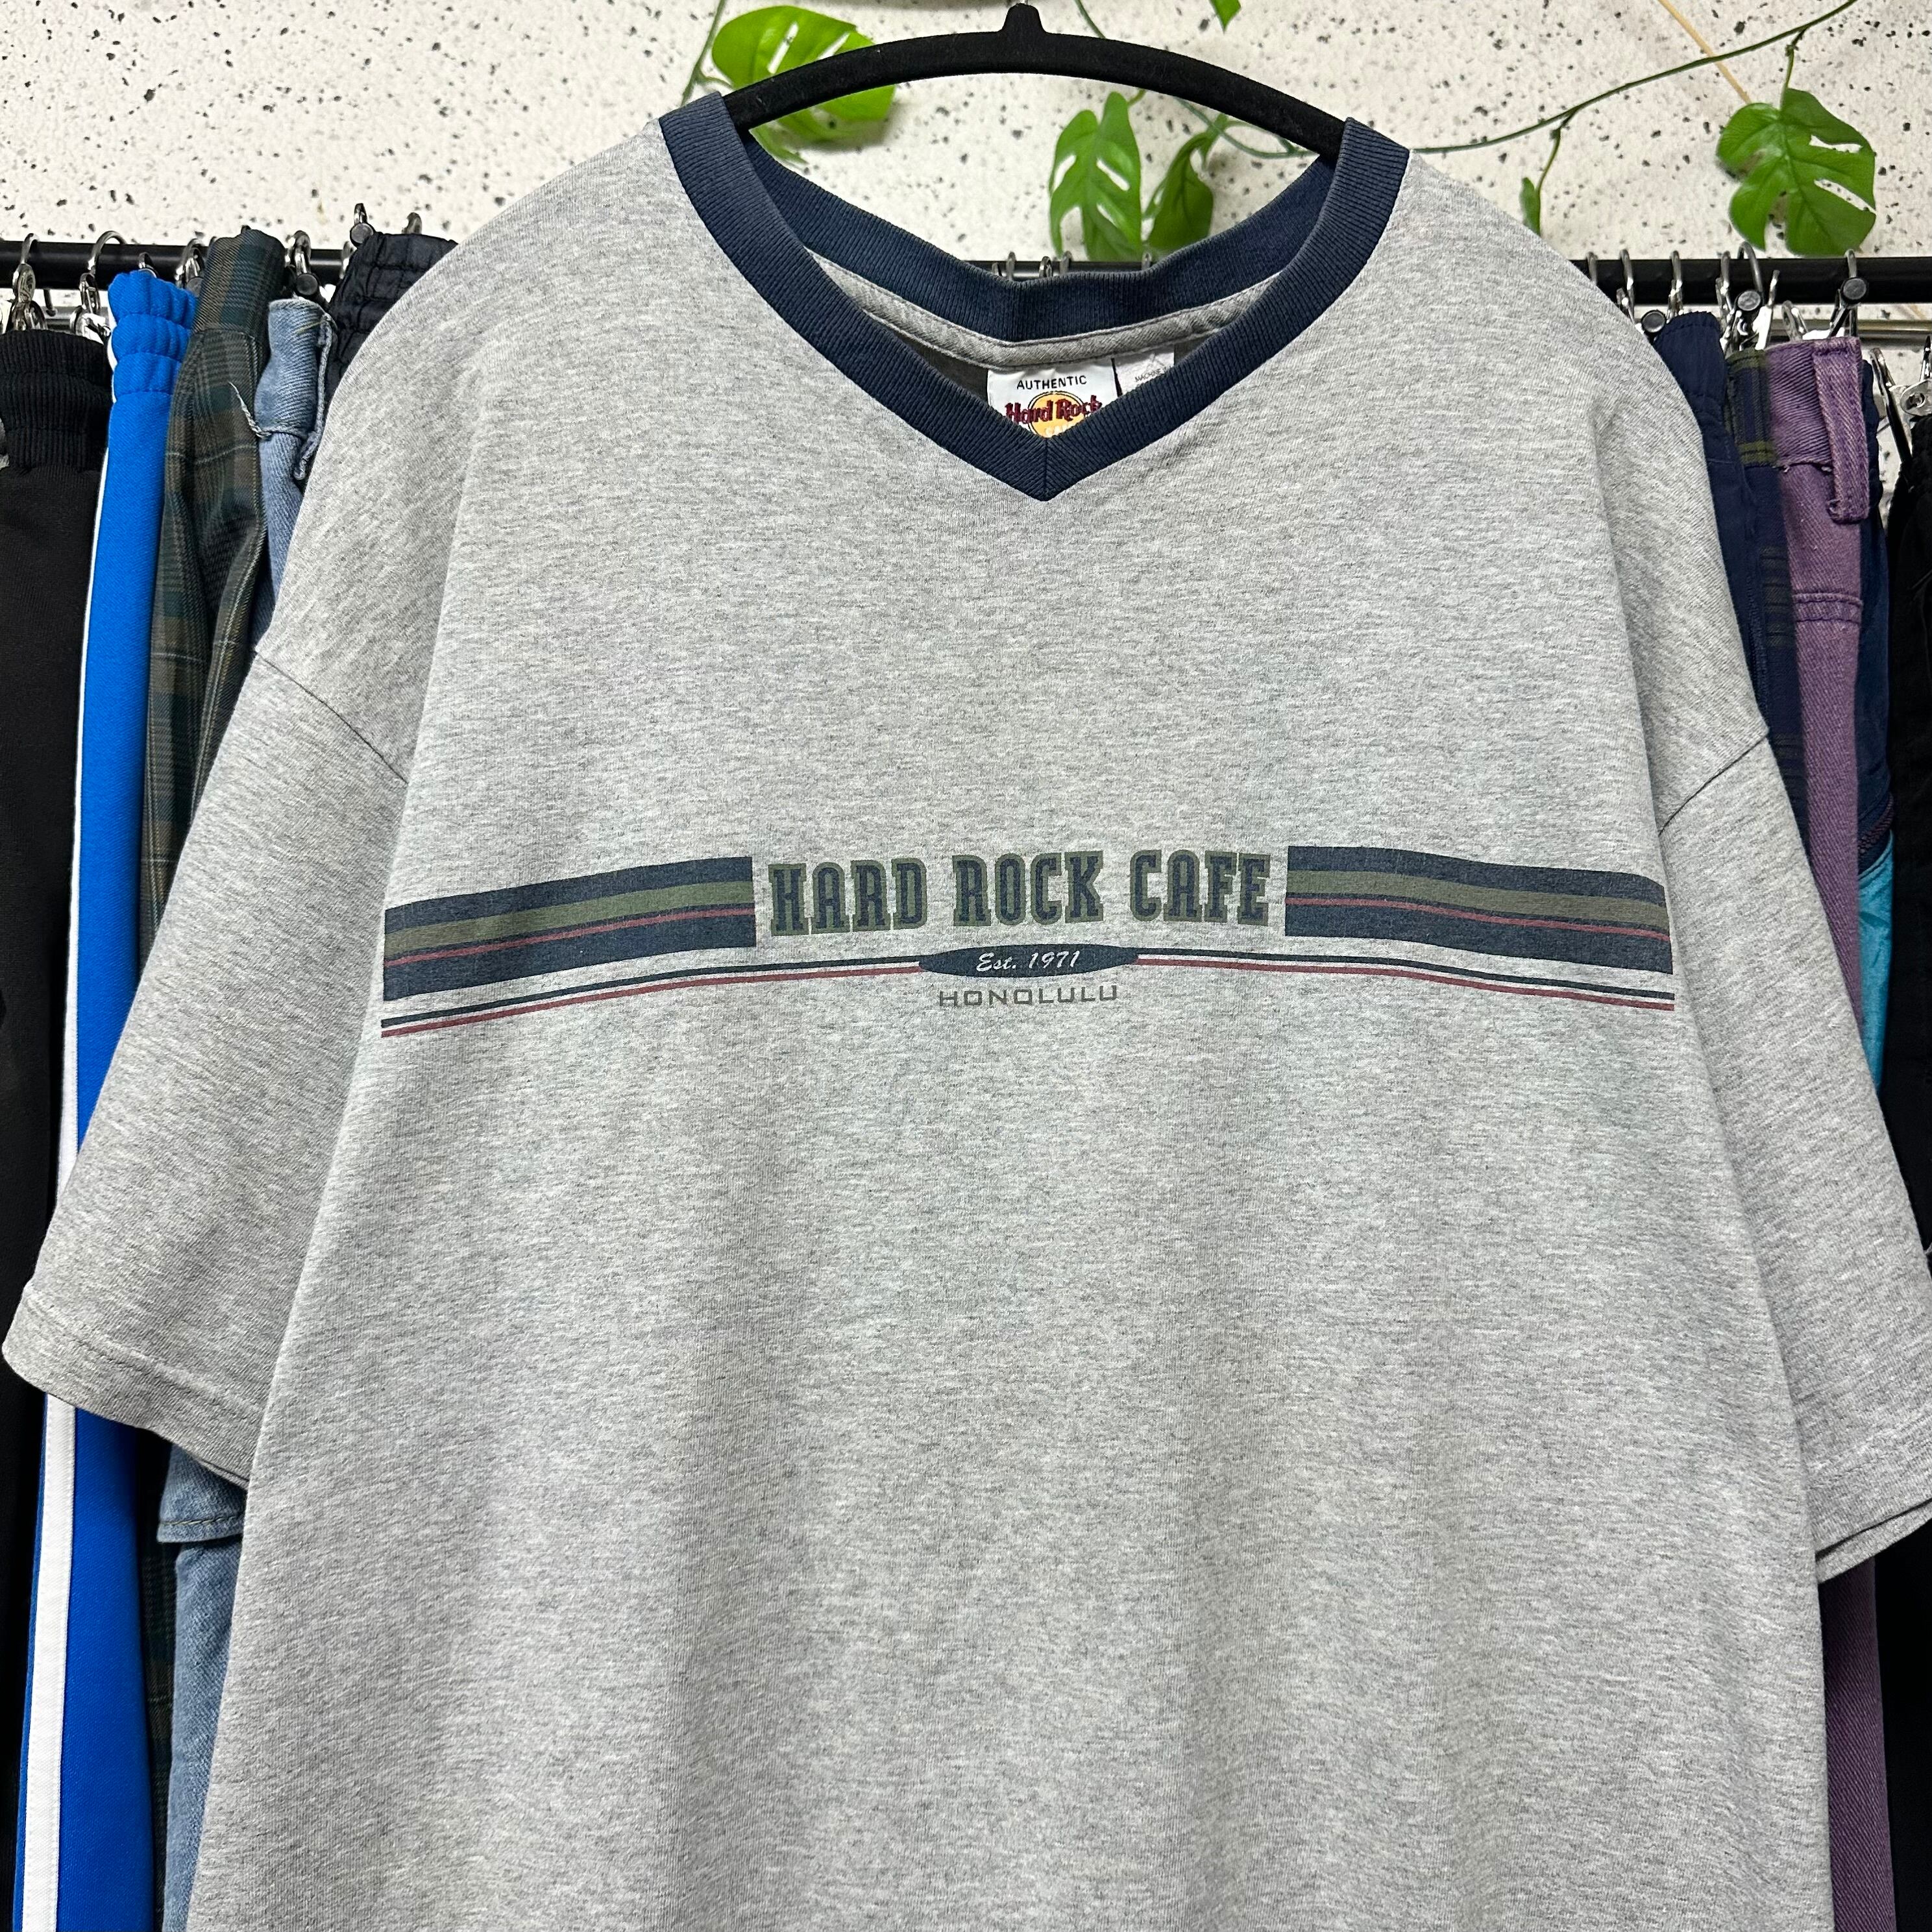 AUTHENTIC
Hard Rock
HARD ROCK CAFE
Est. 1971
HONOLULU